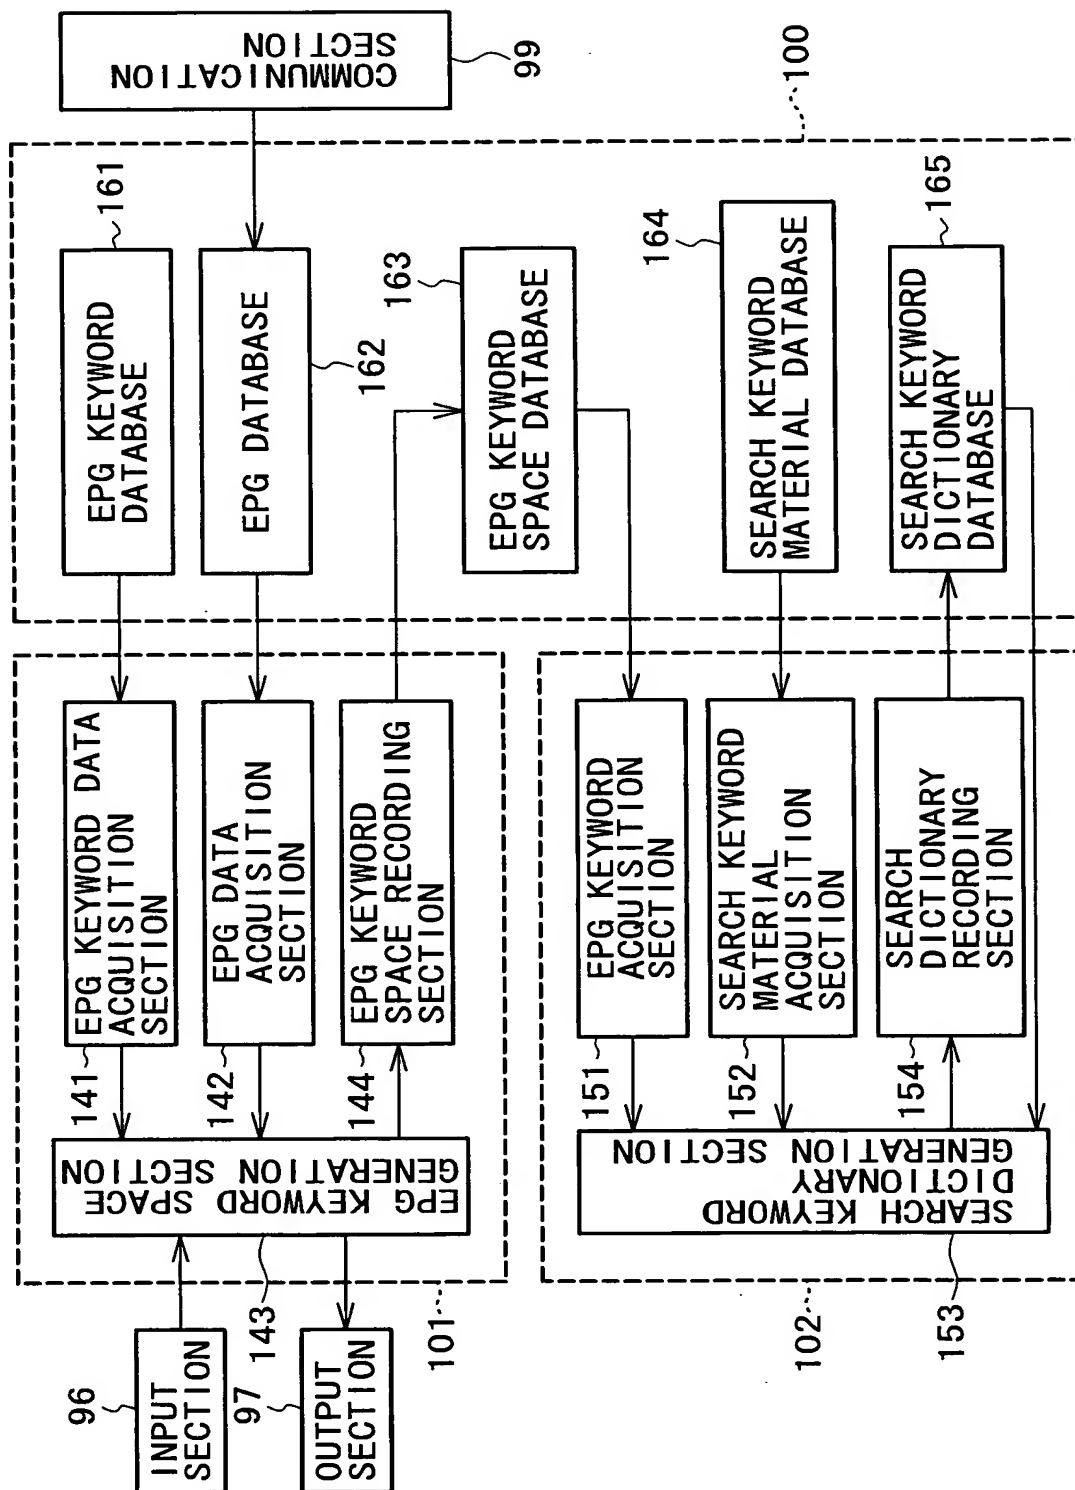 96
INPUT
SECTION
97
OUTPUT
SECTION
143
101
EPG KEYWORD SPACE
GENERATION SECTION
141
EPG KEYWORD DATA
ACQUISITION
SECTION
142
EPG DATA
ACQUISITION
SECTION
144
EPG KEYWORD
SPACE RECORDING
SECTION
102
153
SEARCH KEYWORD
DICTIONARY
GENERATION SECTION
151
EPG KEYWORD
ACQUISITION
SECTION
152
SEARCH KEYWORD
MATERIAL
ACQUISITION
SECTION
154
SEARCH
DICTIONARY
RECORDING
SECTION
EPG KEYWORD
DATABASE
161
EPG DATABASE
162
EPG KEYWORD
SPACE DATABASE
163
SEARCH KEYWORD
MATERIAL DATABASE
164
SEARCH KEYWORD
DICTIONARY
DATABASE
165
COMMUNICATION
SECTION
99
100